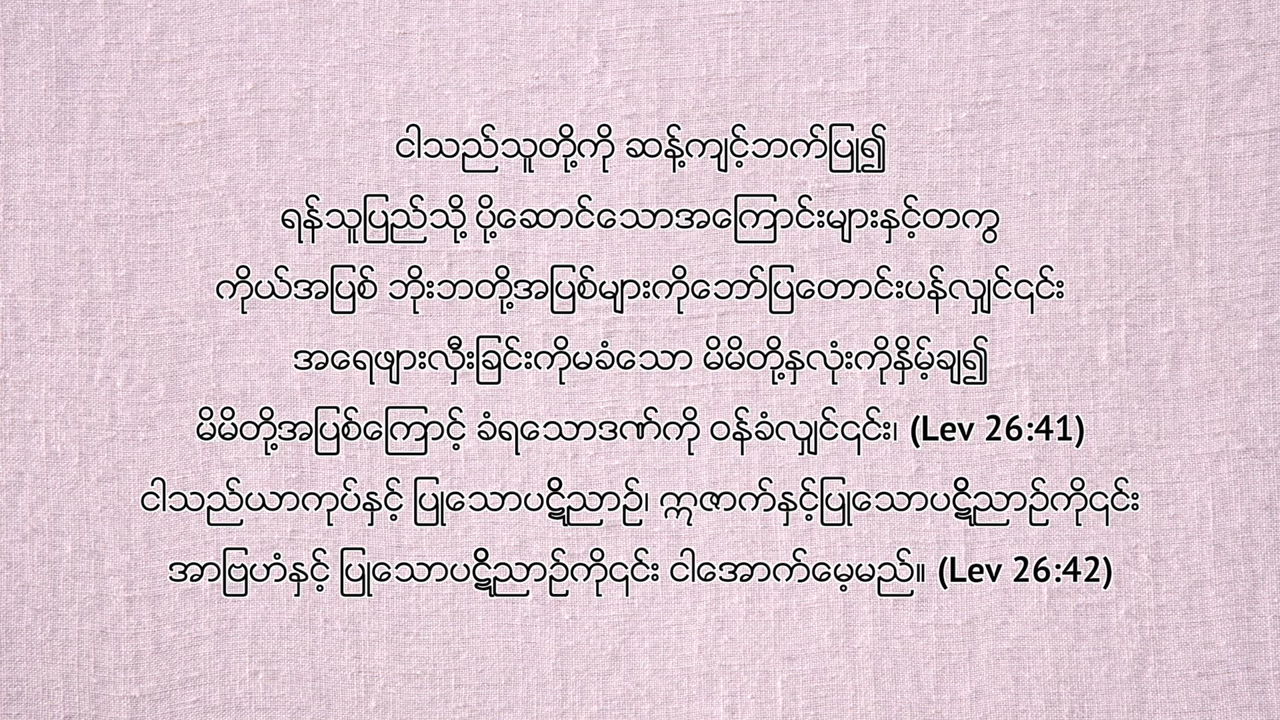 ငါသည်သူတို့ကို ဆန့်ကျင့်ဘက်ပြု၍
ရန်သူပြည်သို့ ပို့ဆောင်သောအကြောင်းများနှင့်တကွ
ကိုယ်အပြစ် ဘိုးဘတို့အပြစ်များကိုဘော်ပြတောင်းပန်လျှင်၎င်း
အရေဖျားလှီးခြင်းကိုမခံသော မိမိတို့နှလုံးကိုနှိမ့်ချ၍
မိမိတို့အပြစ်ကြောင့် ခံရသောဒဏ်ကို ဝန်ခံလျှင်၎င်း၊ (Lev 26:41)
ငါသည်ယာကုပ်နှင့် ပြုသောပဋိညာဉ်၊ ဣဇာက်နှင့်ပြုသောပဋိညာဉ်ကို၎င်း
အာဗြဟံနှင့် ပြုသောပဋိညာဉ်ကို၎င်း ငါအောက်မေ့မည်။ (Lev 26:42)